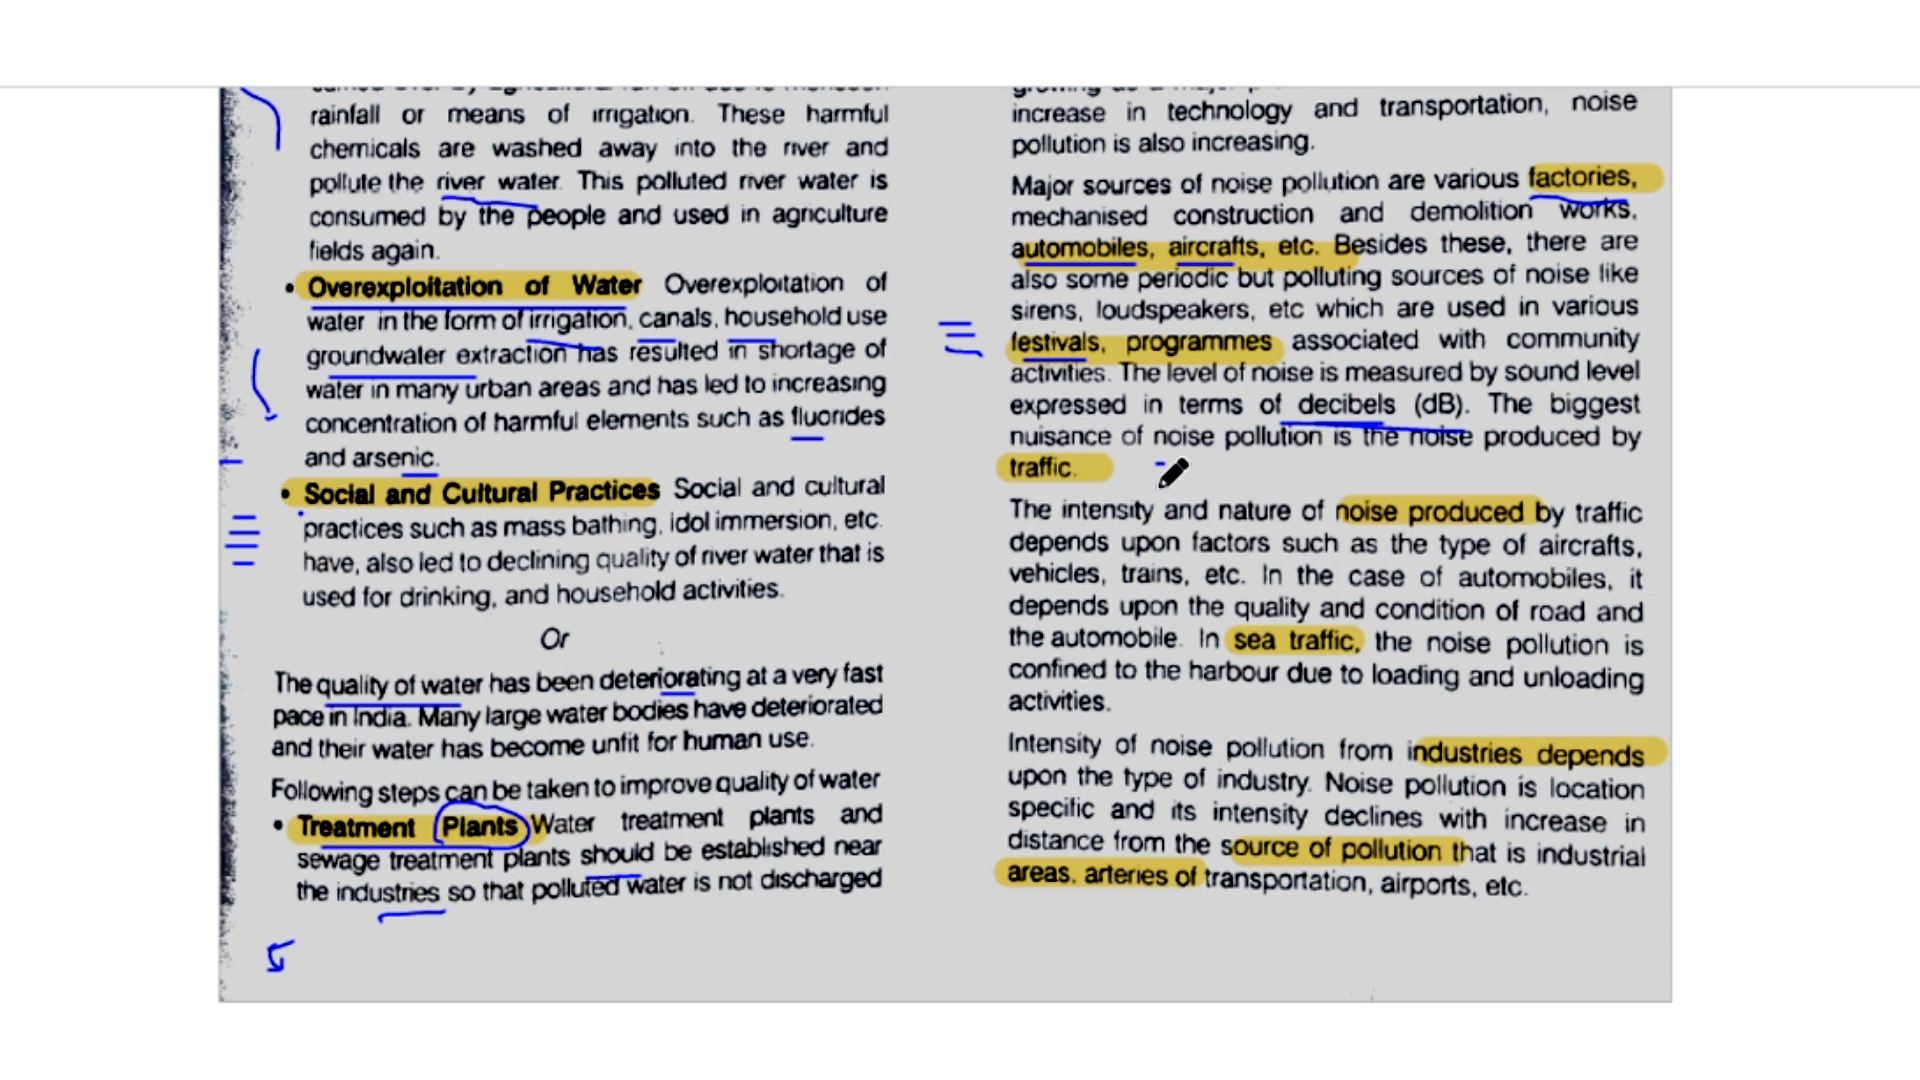 rainfall or means of irrigation. These harmful
chemicals are washed away into the river and
pollute the river water. This polluted river water is
consumed by the people and used in agriculture
fields again.
• Overexploitation of Water Overexploitation of
water in the form of irrigation, canals, household use
groundwater extraction has resulted in shortage of
water in many urban areas and has led to increasing
concentration of harmful elements such as fluorides
and arsenic.
• Social and Cultural Practices Social and cultural
practices such as mass bathing, idol immersion, etc.
have, also led to declining quality of river water that is
used for drinking, and household activities.
Or
The quality of water has been deteriorating at a very fast
pace in India. Many large water bodies have deteriorated
and their water has become unfit for human use.
Following steps can be taken to improve quality of water
• Treatment Plants Water treatment plants and
sewage treatment plants should be established near
the industries so that polluted water is not discharged
increase in technology and transportation, noise
pollution is also increasing.
Major sources of noise pollution are various factories,
mechanised construction and demolition works,
automobiles, aircrafts, etc. Besides these, there are
also some periodic but polluting sources of noise like
sirens, loudspeakers, etc which are used in various
festivals, programmes associated with community
activities. The level of noise is measured by sound level
expressed in terms of decibels (dB). The biggest
nuisance of noise pollution is the noise produced by
traffic.
The intensity and nature of noise produced by traffic
depends upon factors such as the type of aircrafts,
vehicles, trains, etc. In the case of automobiles, it
depends upon the quality and condition of road and
the automobile. In sea traffic, the noise pollution is
confined to the harbour due to loading and unloading
activities.
Intensity of noise pollution from industries depends
upon the type of industry. Noise pollution is location
specific and its intensity declines with increase in
distance from the source of pollution that is industrial
areas, arteries of transportation, airports, etc.